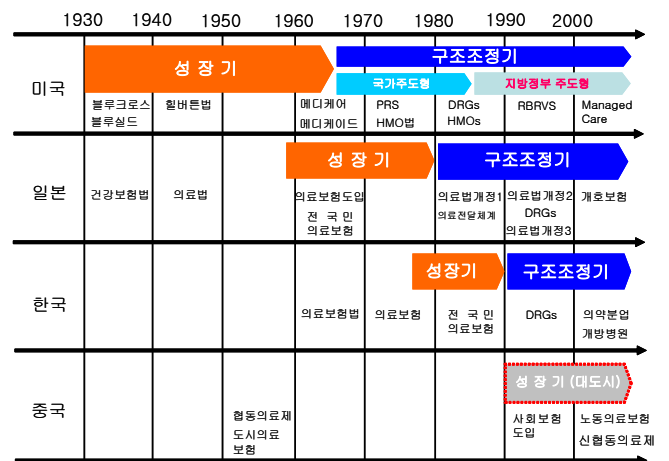 1930 1940 1950 1960 1970 1980 1990 2000
미국
성 장 기
구조조정기
국가주도형
지방정부 주도형
블루크로스
블루쉴드
힐버튼법
메디케어
메디케이드
PRS
HMO법
DRGs
HMOs
RBRVS
Managed
Care
일본
성 장 기
구조조정기
건강보험법
의료법
의료보험도입
전 국 민
의료보험
의료법개정1
의료전달체계
의료법개정2
DRGs
의료법개정3
개호보험
한국
성장기
구조조정기
의료보험법
의료보험
전 국 민
의료보험
DRGs
의약분업
개방병원
중국
성 장 기 (대도시)
협동의료제
도시의료
보험
사회보험
도입
노동의료보험
신협동의료제